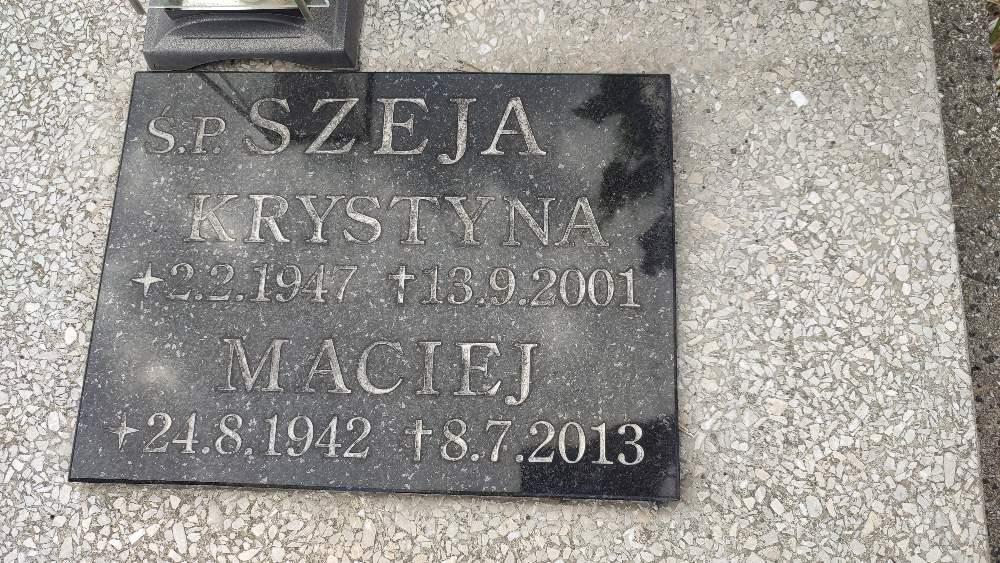 Ś.P. SZEJA
KRYSTYNA
2.2.1947 †13.9.2001
MACIEJ
24.8.1942 †8.7.2013